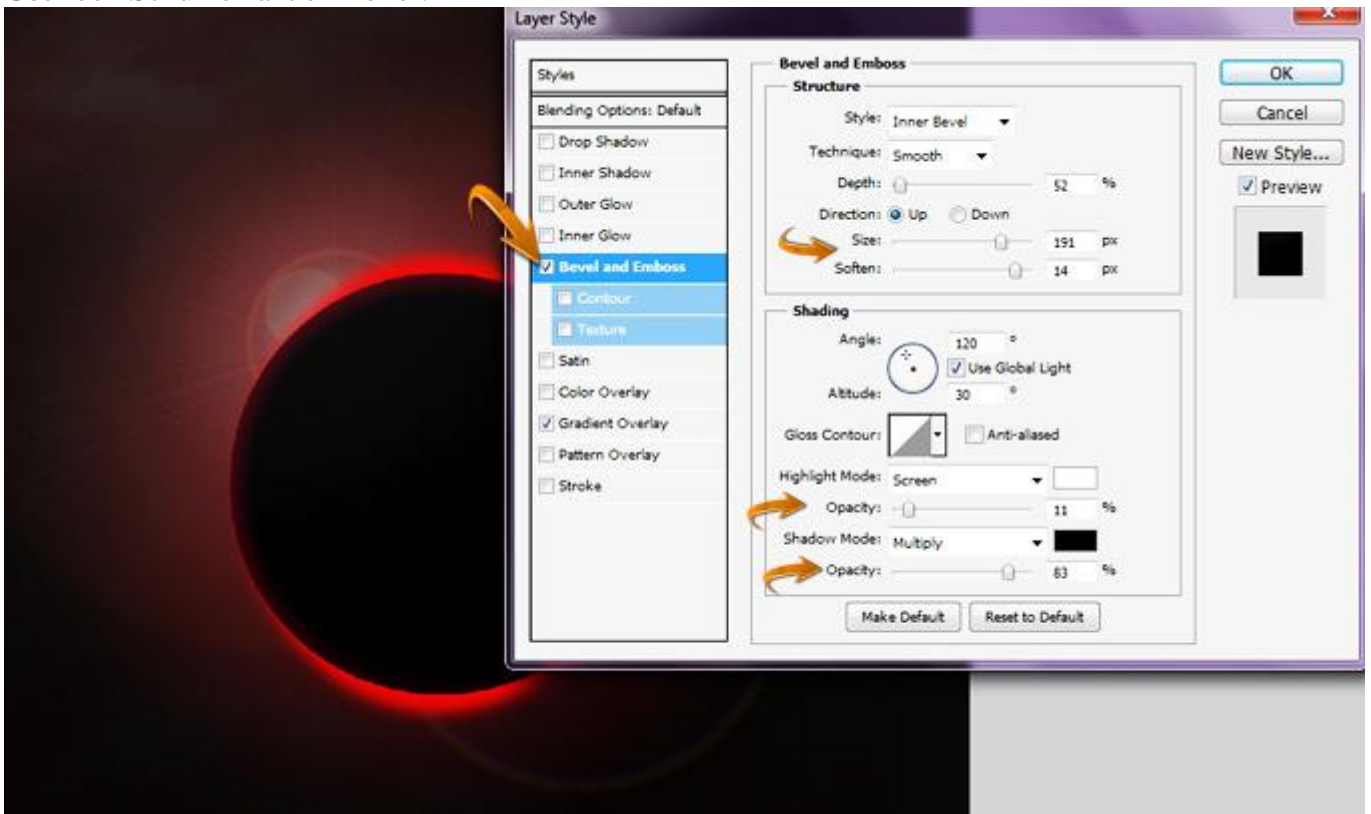 Layer Style
Styles
Blending Options: Default
Drop Shadow
Inner Shadow
Outer Glow
Inner Glow
Bevel and Emboss
Contour
Texture
Satin
Color Overlay
Gradient Overlay
Pattern Overlay
Stroke
Bevel and Emboss
Structure
Style: Inner Bevel
Technique: Smooth
Depth: 52 %
Direction: Up Down
Size: 191 px
Soften: 14 px
Shading
Angle: 120 °
Use Global Light
Altitude: 30 °
Gloss Contour: Anti-aliased
Highlight Mode: Screen
Opacity: 11 %
Shadow Mode: Multiply
Opacity: 83 %
Make Default Reset to Default
OK
Cancel
New Style...
Preview